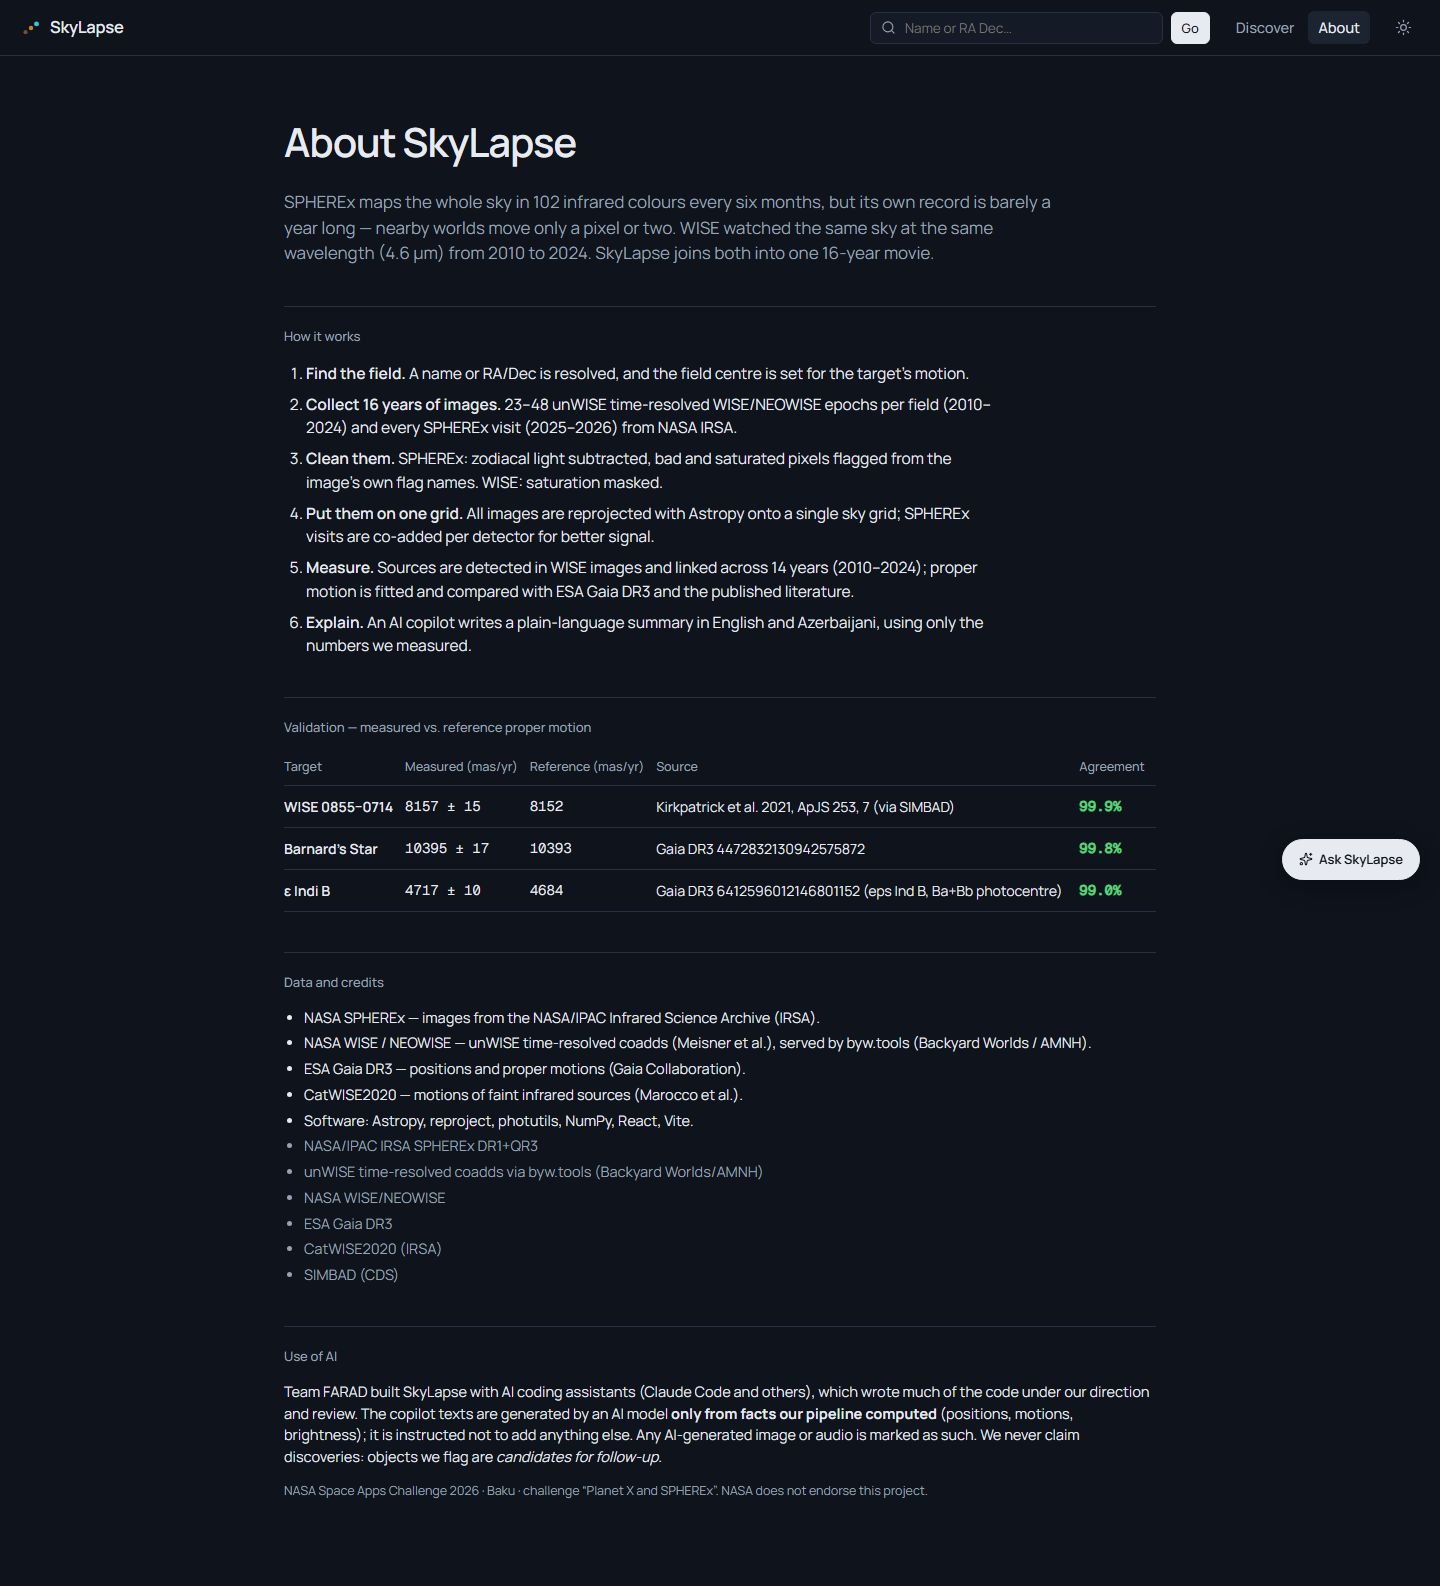 SkyLapse
Name or RA Dec...
Go
Discover
About
About SkyLapse
SPHEREx maps the whole sky in 102 infrared colours every six months, but its own record is barely a
year long — nearby worlds move only a pixel or two. WISE watched the same sky at the same
wavelength (4.6 µm) from 2010 to 2024. SkyLapse joins both into one 16-year movie.
How it works
1. Find the field. A name or RA/Dec is resolved, and the field centre is set for the target's motion.
2. Collect 16 years of images. 23–48 unWISE time-resolved WISE/NEOWISE epochs per field (2010–
2024) and every SPHEREx visit (2025–2026) from NASA IRSA.
3. Clean them. SPHEREx: zodiacal light subtracted, bad and saturated pixels flagged from the
image's own flag names. WISE: saturation masked.
4. Put them on one grid. All images are reprojected with Astropy onto a single sky grid; SPHEREx
visits are co-added per detector for better signal.
5. Measure. Sources are detected in WISE images and linked across 14 years (2010–2024); proper
motion is fitted and compared with ESA Gaia DR3 and the published literature.
6. Explain. An AI copilot writes a plain-language summary in English and Azerbaijani, using only the
numbers we measured.
Validation — measured vs. reference proper motion
Target Measured (mas/yr) Reference (mas/yr) Source Agreement
WISE 0855−0714 8157 ± 15 8152 Kirkpatrick et al. 2021, ApJS 253, 7 (via SIMBAD) 99.9%
Barnard's Star 10395 ± 17 10393 Gaia DR3 4472832130942575872 99.8%
ε Indi B 4717 ± 10 4684 Gaia DR3 6412596012146801152 (eps Ind B, Ba+Bb photocentre) 99.0%
Ask SkyLapse
Data and credits
• NASA SPHEREx — images from the NASA/IPAC Infrared Science Archive (IRSA).
• NASA WISE / NEOWISE — unWISE time-resolved coadds (Meisner et al.), served by byw.tools (Backyard Worlds / AMNH).
• ESA Gaia DR3 — positions and proper motions (Gaia Collaboration).
• CatWISE2020 — motions of faint infrared sources (Marocco et al.).
• Software: Astropy, reproject, photutils, NumPy, React, Vite.
• NASA/IPAC IRSA SPHEREx DR1+QR3
• unWISE time-resolved coadds via byw.tools (Backyard Worlds/AMNH)
• NASA WISE/NEOWISE
• ESA Gaia DR3
• CatWISE2020 (IRSA)
• SIMBAD (CDS)
Use of AI
Team FARAD built SkyLapse with AI coding assistants (Claude Code and others), which wrote much of the code under our direction
and review. The copilot texts are generated by an AI model only from facts our pipeline computed (positions, motions,
brightness); it is instructed not to add anything else. Any AI-generated image or audio is marked as such. We never claim
discoveries: objects we flag are candidates for follow-up.
NASA Space Apps Challenge 2026 · Baku · challenge “Planet X and SPHEREx”. NASA does not endorse this project.